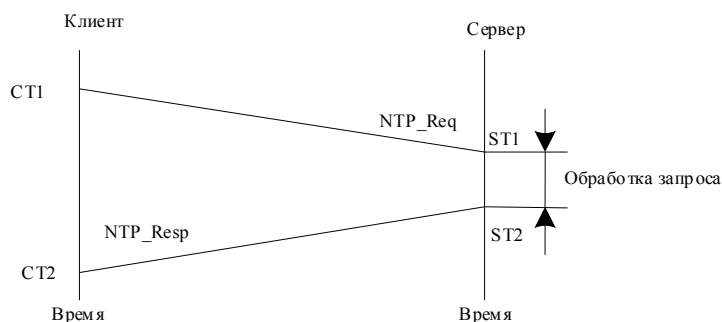 Клиент
Сервер
CT1
NTP_Req
ST1
Обработка запроса
NTP_Resp
ST2
CT2
Время
Время